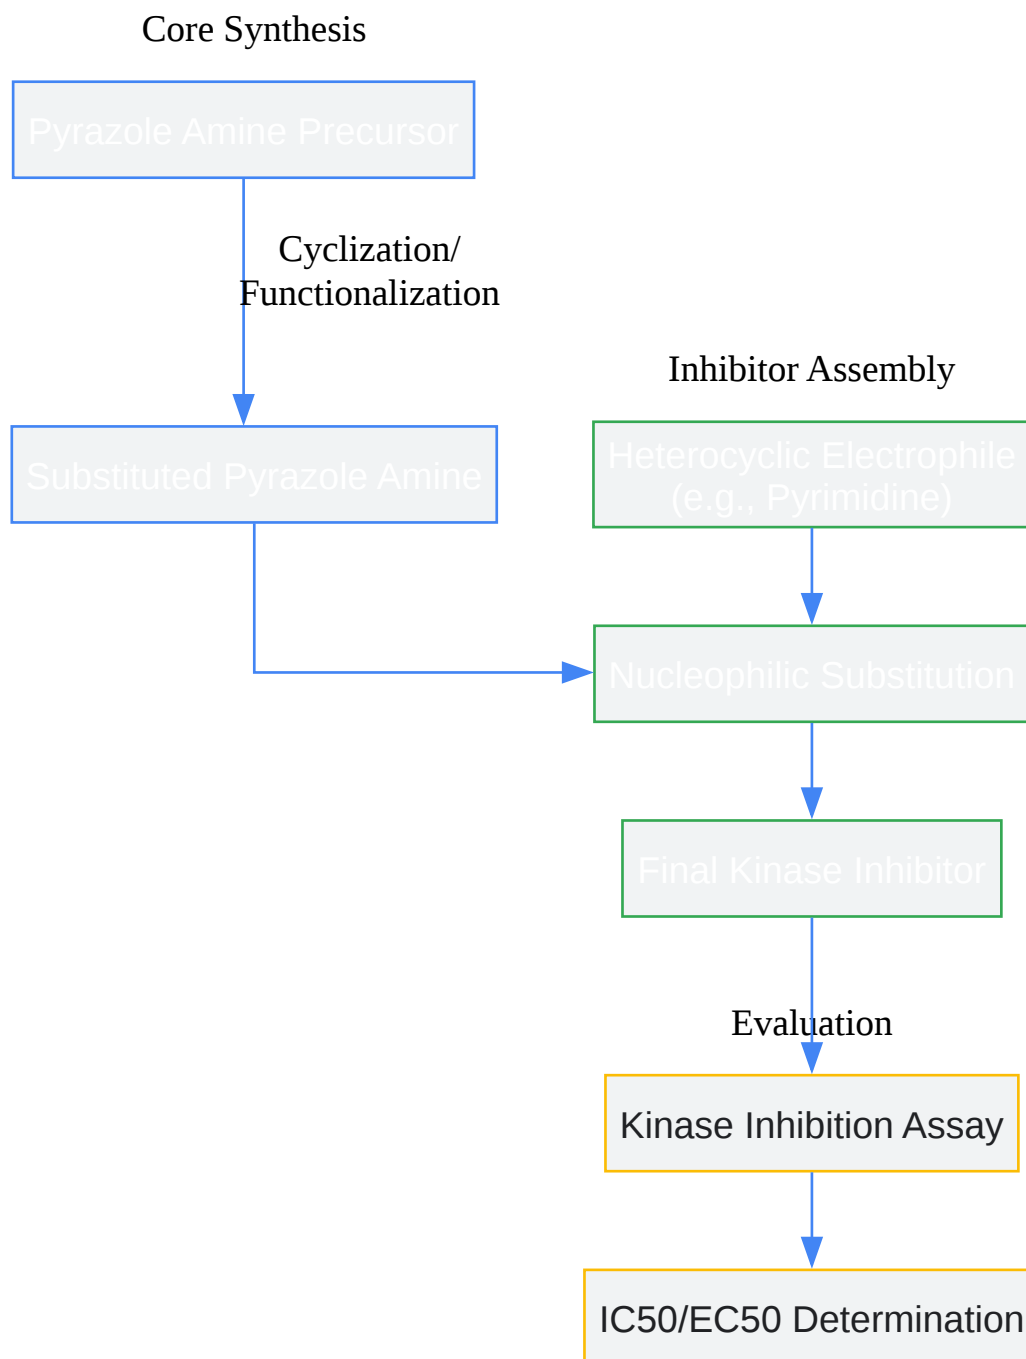 Core Synthesis
Pyrazole Amine Precursor
Cyclization/
Functionalization
Substituted Pyrazole Amine
Inhibitor Assembly
Heterocyclic Electrophile
(e.g., Pyrimidine)
Nucleophilic Substitution
Final Kinase Inhibitor
Evaluation
Kinase Inhibition Assay
IC50/EC50 Determination